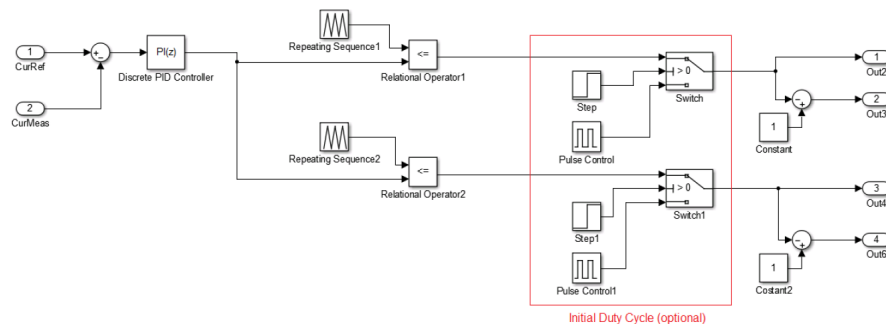 1
CurRef
2
CurMeas
+
−
PI(z)
Discrete PID Controller
Repeating Sequence1
<=
Relational Operator1
Repeating Sequence2
<=
Relational Operator2
Step
Pulse Control
> 0
Switch
Step1
Pulse Control1
> 0
Switch1
Initial Duty Cycle (optional)
1
Out2
−
+
2
Out3
1
Constant
3
Out4
−
+
4
Out6
1
Costant2